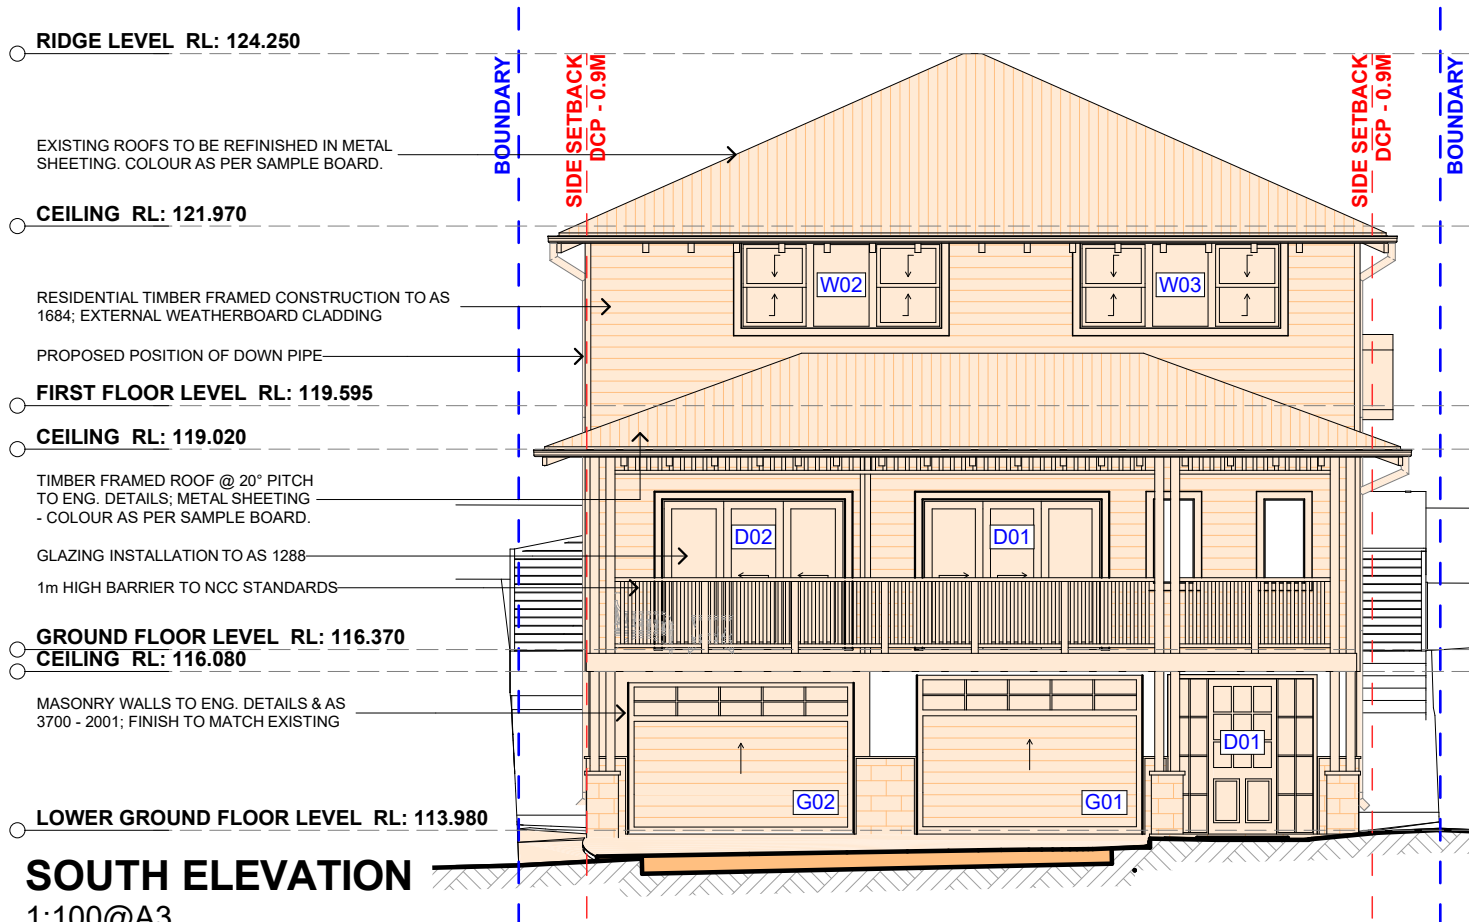 RIDGE LEVEL  RL: 124.250
BOUNDARY
SIDE SETBACK
DCP - 0.9M
SIDE SETBACK
DCP - 0.9M
BOUNDARY
EXISTING ROOFS TO BE REFINISHED IN METAL
SHEETING. COLOUR AS PER SAMPLE BOARD.
CEILING  RL: 121.970
W02
W03
RESIDENTIAL TIMBER FRAMED CONSTRUCTION TO AS
1684; EXTERNAL WEATHERBOARD CLADDING
PROPOSED POSITION OF DOWN PIPE
FIRST FLOOR LEVEL  RL: 119.595
CEILING  RL: 119.020
TIMBER FRAMED ROOF @ 20° PITCH
TO ENG. DETAILS; METAL SHEETING
- COLOUR AS PER SAMPLE BOARD.
D02
D01
GLAZING INSTALLATION TO AS 1288
1m HIGH BARRIER TO NCC STANDARDS
GROUND FLOOR LEVEL  RL: 116.370
CEILING  RL: 116.080
MASONRY WALLS TO ENG. DETAILS & AS
3700 - 2001; FINISH TO MATCH EXISTING
D01
G02
G01
LOWER GROUND FLOOR LEVEL  RL: 113.980
SOUTH ELEVATION
1:100@A3